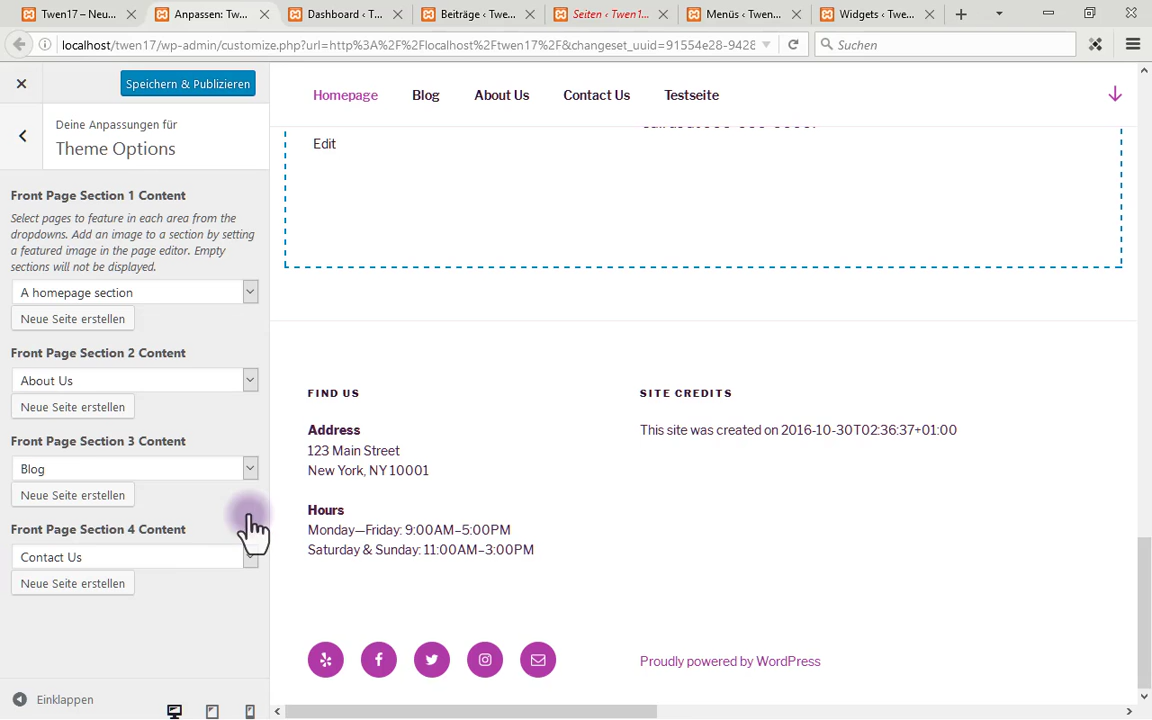 Twen17 – Neu...
Anpassen: Tw...
Dashboard ‹ T...
Beiträge ‹ Twe...
Seiten ‹ Twen1...
Menüs ‹ Twen...
Widgets ‹ Twe...
localhost/twen17/wp-admin/customize.php?url=http%3A%2F%2Flocalhost%2Ftwen17%2F&changeset_uuid=91554e28-9428
Suchen
Speichern & Publizieren
Deine Anpassungen für
Theme Options
Front Page Section 1 Content
Select pages to feature in each area from the
dropdowns. Add an image to a section by setting
a featured image in the page editor. Empty
sections will not be displayed.
A homepage section
Neue Seite erstellen
Front Page Section 2 Content
About Us
Neue Seite erstellen
Front Page Section 3 Content
Blog
Neue Seite erstellen
Front Page Section 4 Content
Contact Us
Neue Seite erstellen
Einklappen
Homepage
Blog
About Us
Contact Us
Testseite
Edit
FIND US
Address
123 Main Street
New York, NY 10001
Hours
Monday—Friday: 9:00AM–5:00PM
Saturday & Sunday: 11:00AM–3:00PM
SITE CREDITS
This site was created on 2016-10-30T02:36:37+01:00
Proudly powered by WordPress